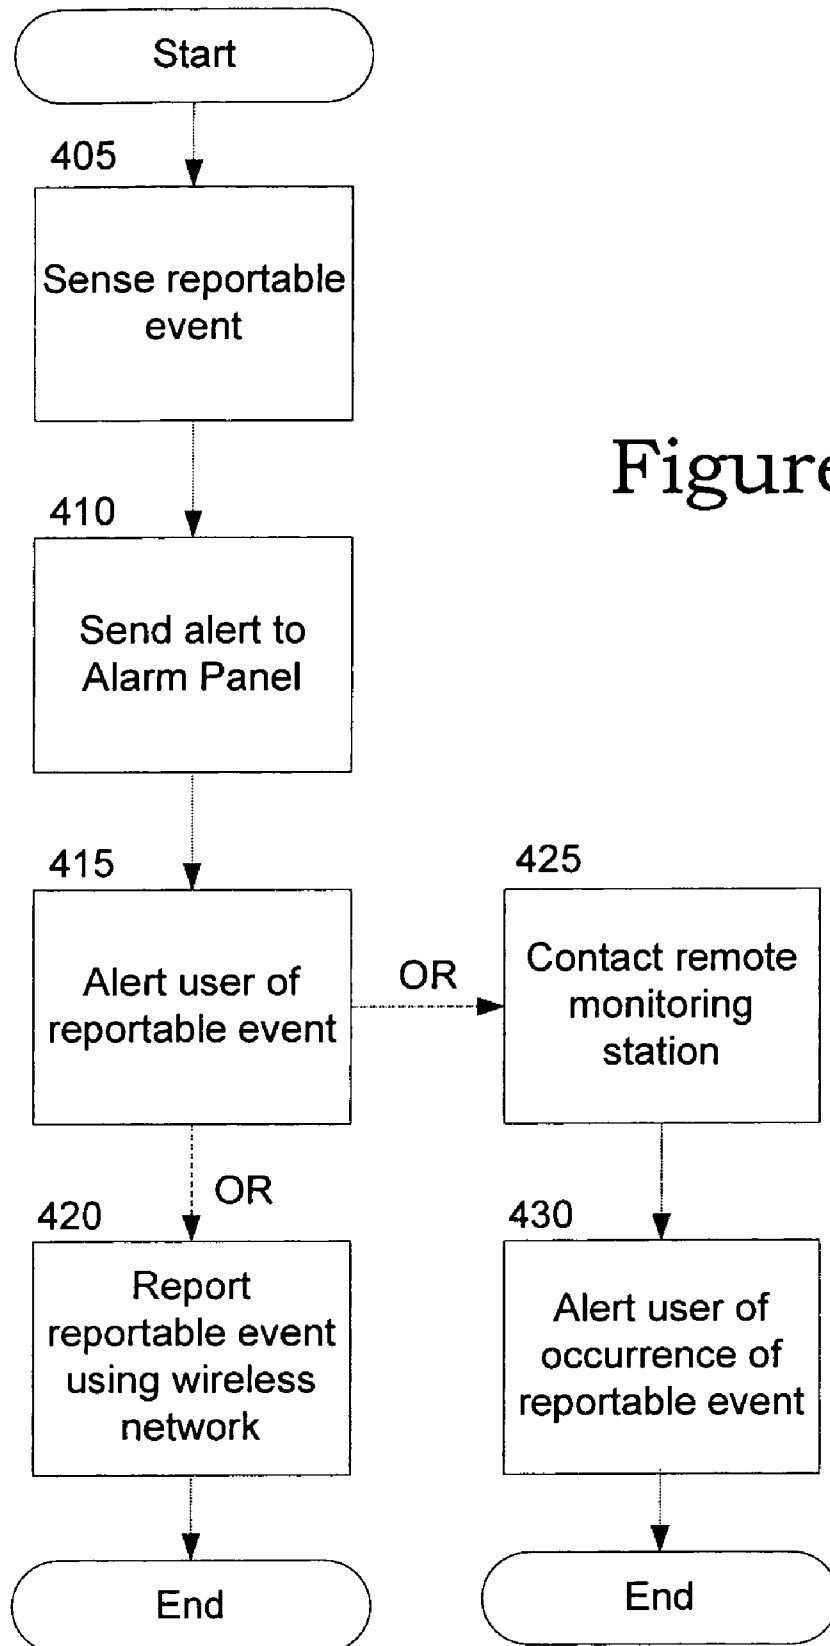 Start
405
Sense reportable
event
Figure
410
Send alert to
Alarm Panel
415
Alert user of
reportable event
OR
425
Contact remote
monitoring
station
OR
420
Report
reportable event
using wireless
network
430
Alert user of
occurrence of
reportable event
End
End